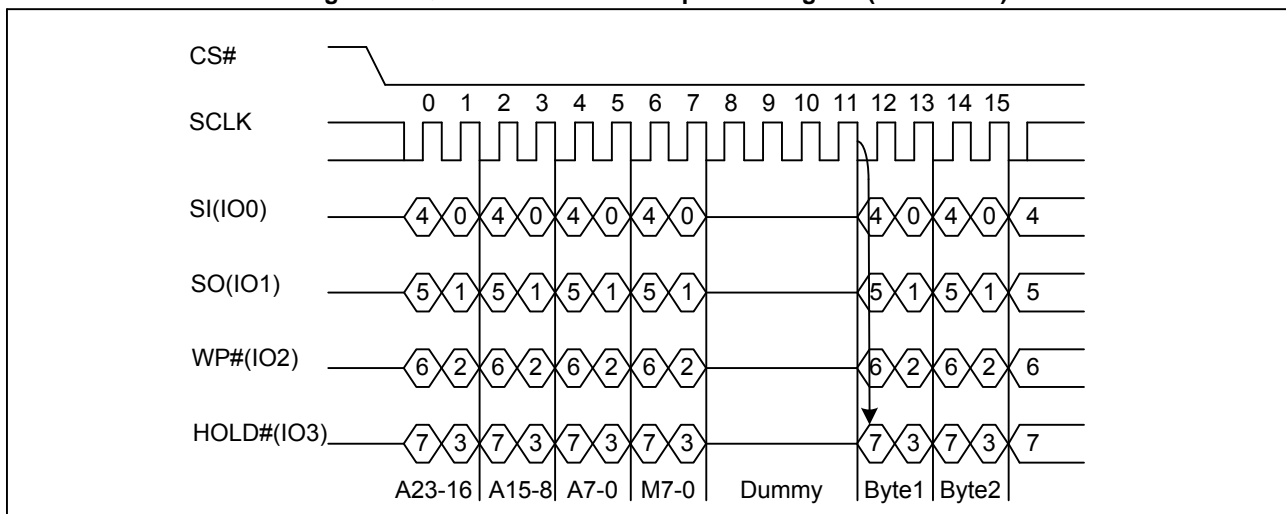 CS#
0 1 2 3 4 5 6 7 8 9 10 11 12 13 14 15
SCLK
SI(IO0) 4 0 4 0 4 0 4 0 4 0 4 0 4
SO(IO1) 5 1 5 1 5 1 5 1 5 1 5 1 5
WP#(IO2) 6 2 6 2 6 2 6 2 6 2 6 2 6
HOLD#(IO3) 7 3 7 3 7 3 7 3 7 3 7 3 7
A23-16 A15-8 A7-0 M7-0 Dummy Byte1 Byte2